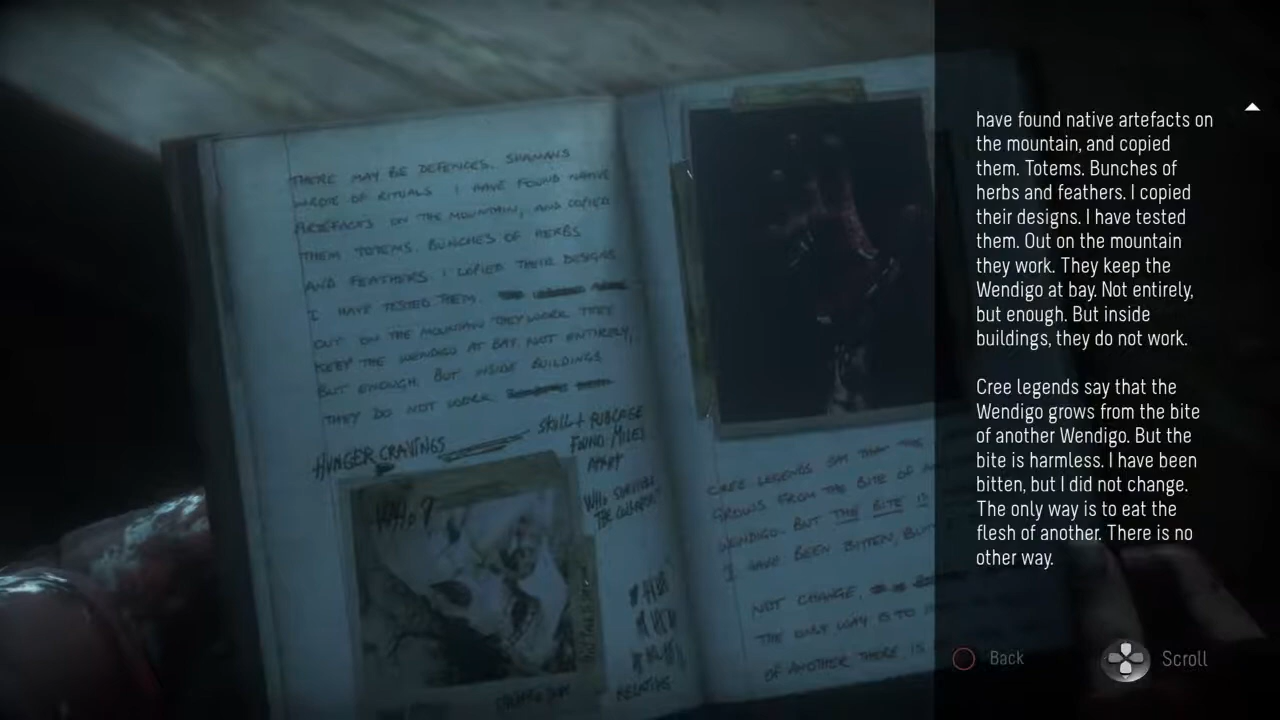 THERE MAY BE DEFENCES. SHAMANS
WROTE OF RITUALS. I HAVE FOUND NATIVE
ARTEFACTS ON THE MOUNTAIN, AND COPIED
THEM. TOTEMS. BUNCHES OF HERBS
AND FEATHERS. I COPIED THEIR DESIGNS.
I HAVE TESTED THEM.
OUT ON THE MOUNTAIN THEY WORK. THEY
KEEP THE WENDIGO AT BAY. NOT ENTIRELY,
BUT ENOUGH. BUT INSIDE BUILDINGS
THEY DO NOT WORK.
HUNGER CRAVINGS
SKULL + RIBCAGE
FOUND MILES
APART
WHO?
WHO
RELATIVE
CREE LEGENDS SAY THAT THE
GROWS FROM THE BITE OF
WENDIGO. BUT THE BITE IS
I HAVE BEEN BITTEN, BUT
NOT CHANGE.
THE ONLY WAY IS TO
OF ANOTHER. THERE IS
have found native artefacts on
the mountain, and copied
them. Totems. Bunches of
herbs and feathers. I copied
their designs. I have tested
them. Out on the mountain
they work. They keep the
Wendigo at bay. Not entirely,
but enough. But inside
buildings, they do not work.
Cree legends say that the
Wendigo grows from the bite
of another Wendigo. But the
bite is harmless. I have been
bitten, but I did not change.
The only way is to eat the
flesh of another. There is no
other way.
Back
Scroll